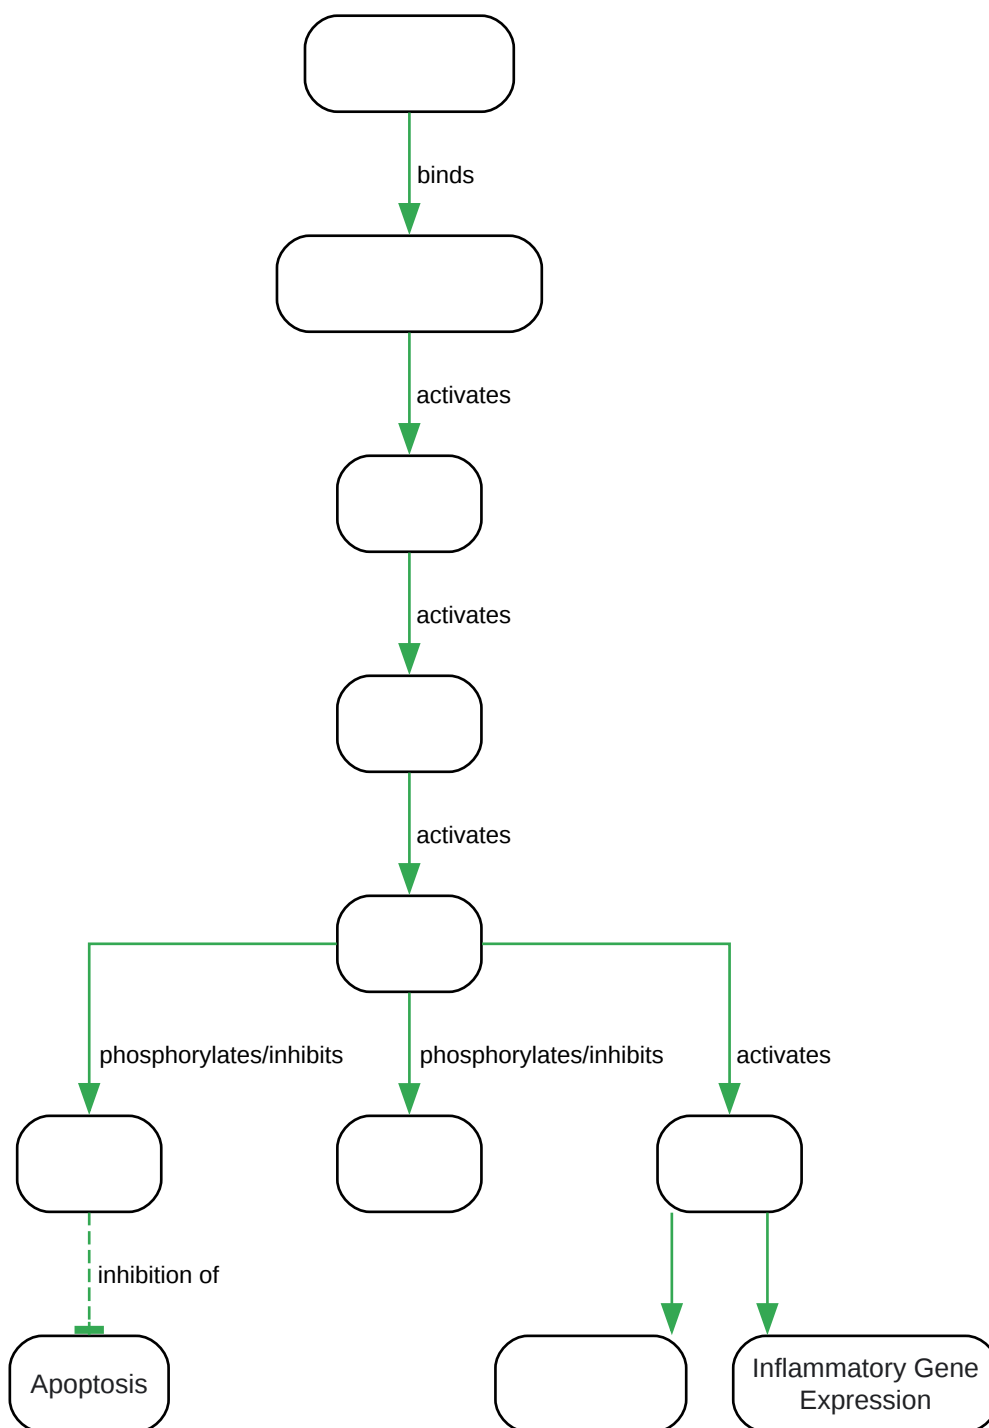 binds
activates
activates
activates
phosphorylates/inhibits
phosphorylates/inhibits
activates
inhibition of
Apoptosis
Inflammatory Gene
Expression